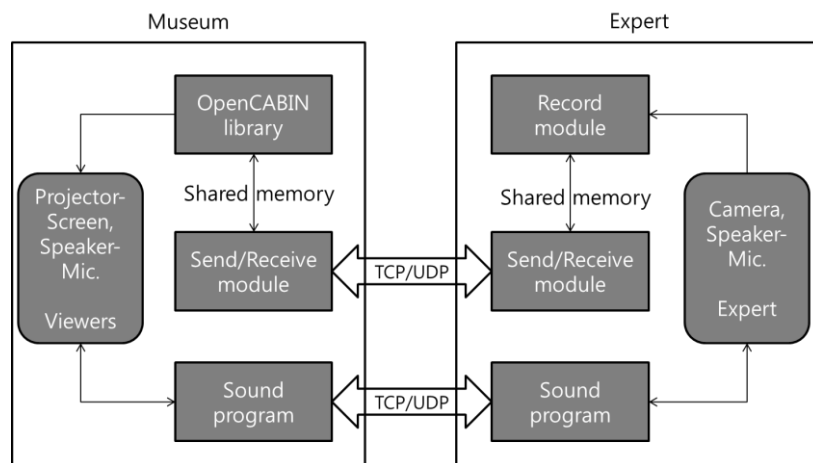 Museum
OpenCABIN
library
Shared memory
Projector-
Screen,
Speaker-
Mic.
Viewers
Send/Receive
module
Sound
program
TCP/UDP
TCP/UDP
Expert
Record
module
Shared memory
Send/Receive
module
Camera,
Speaker-
Mic.
Expert
Sound
program